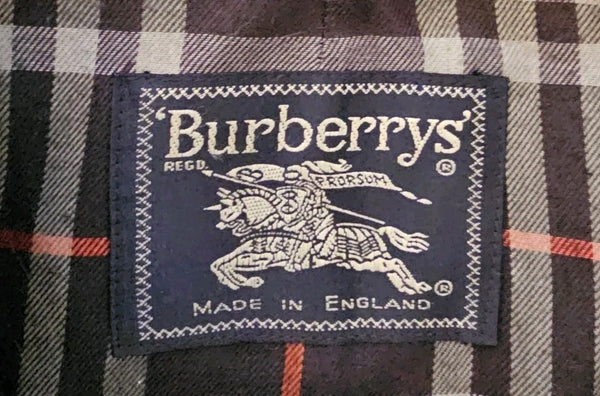 'Burberrys'
REGD. ®
PRORSUM
®
MADE IN ENGLAND